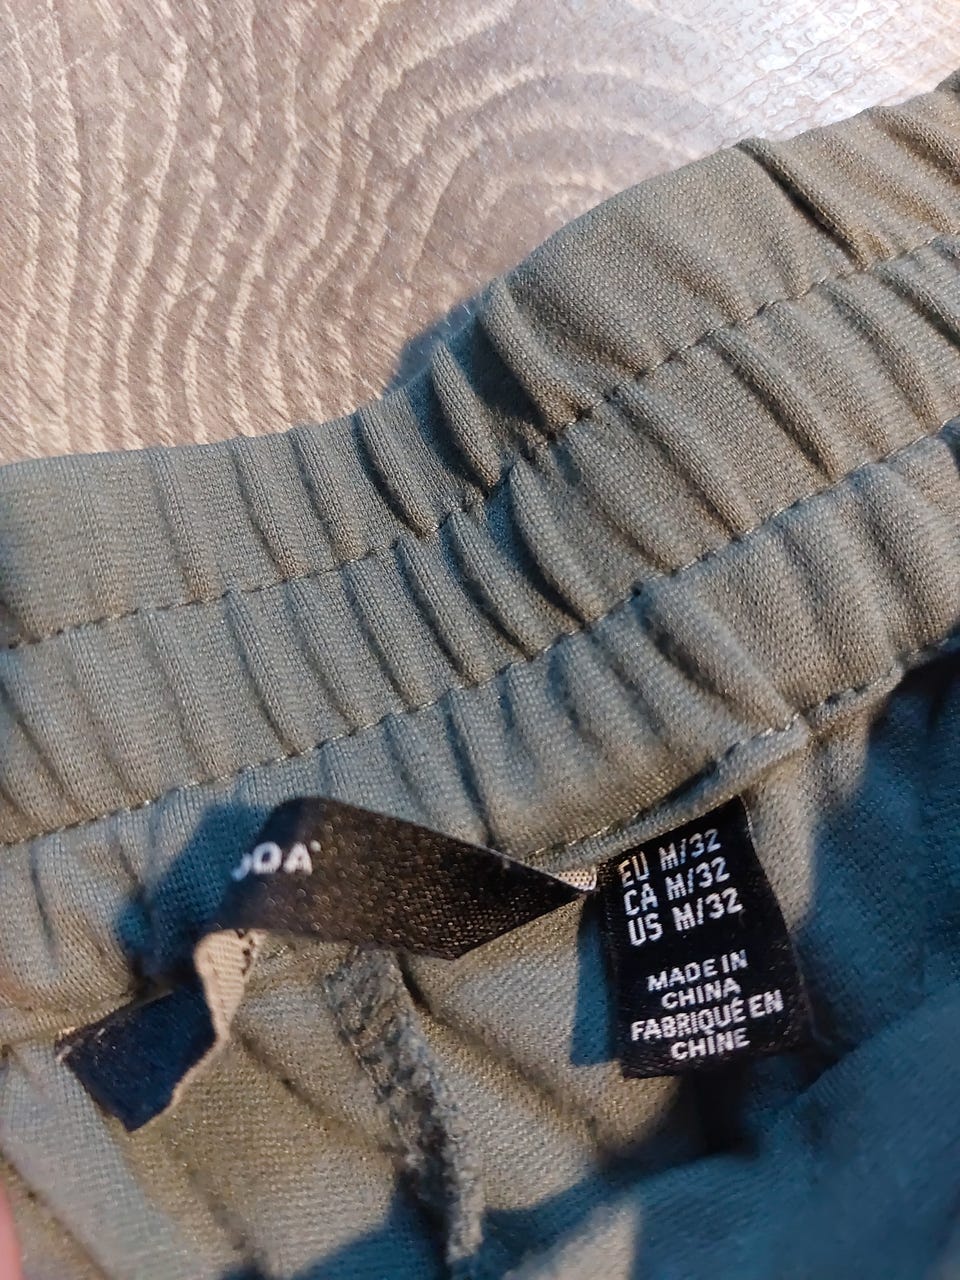 EU M/32
CA M/32
US M/32
MADE IN
CHINA
FABRIQUÉ EN
CHINE